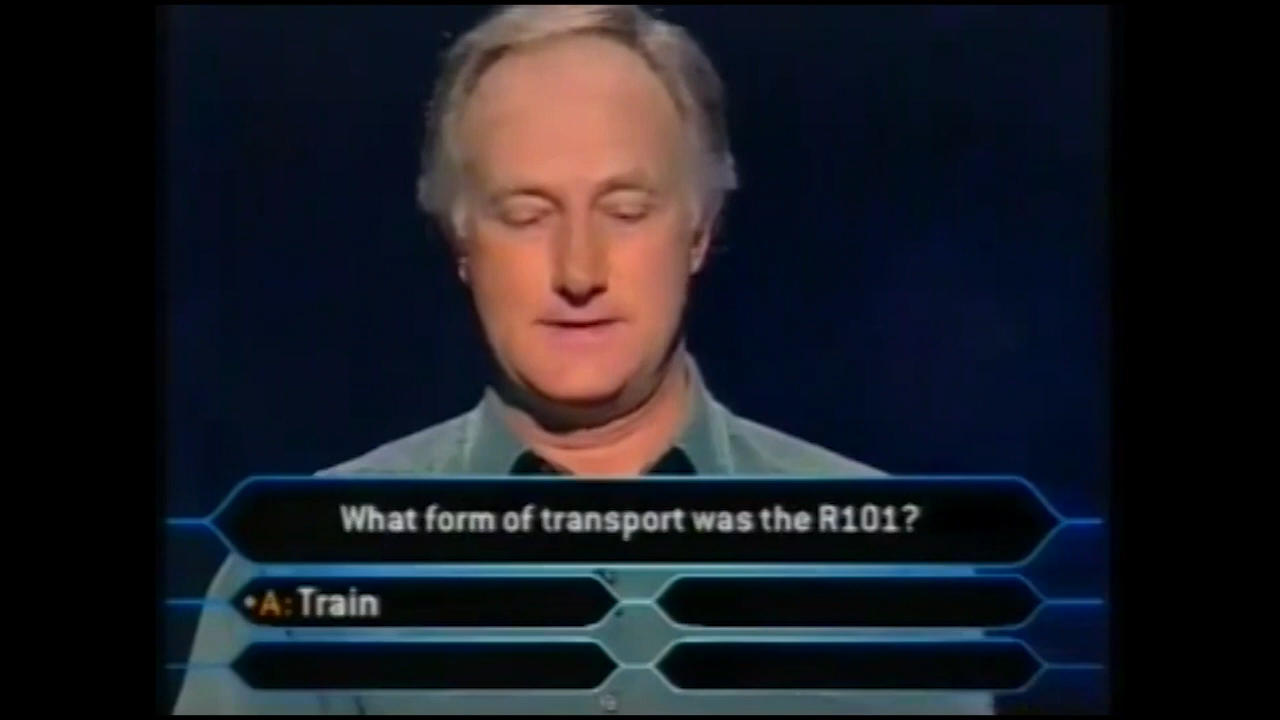 What form of transport was the R101?
•A: Train